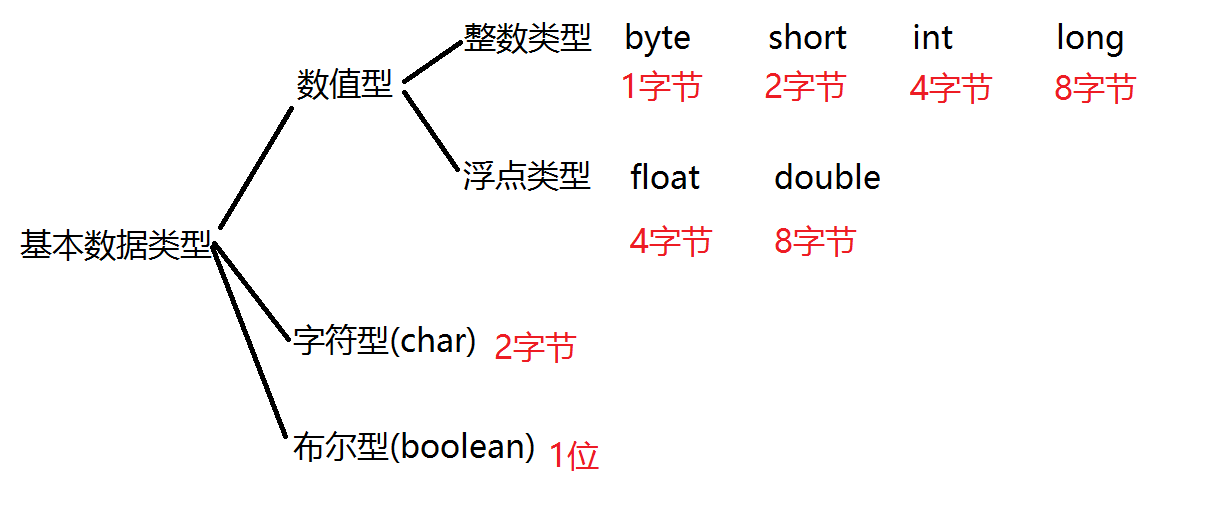 整数类型 byte short int long
数值型 1字节 2字节 4字节 8字节
浮点类型 float double
基本数据类型 4字节 8字节
字符型(char) 2字节
布尔型(boolean) 1位